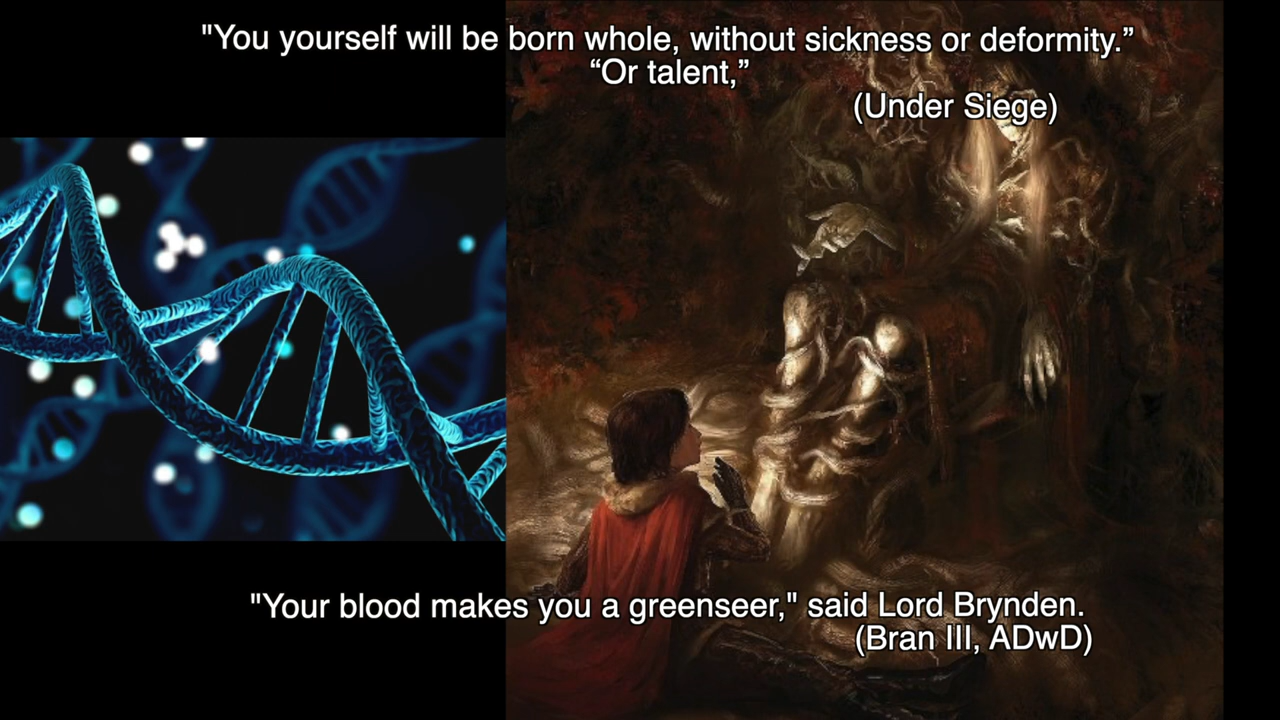 "You yourself will be born whole, without sickness or deformity.”
“Or talent,”
(Under Siege)
"Your blood makes you a greenseer," said Lord Brynden.
(Bran III, ADwD)